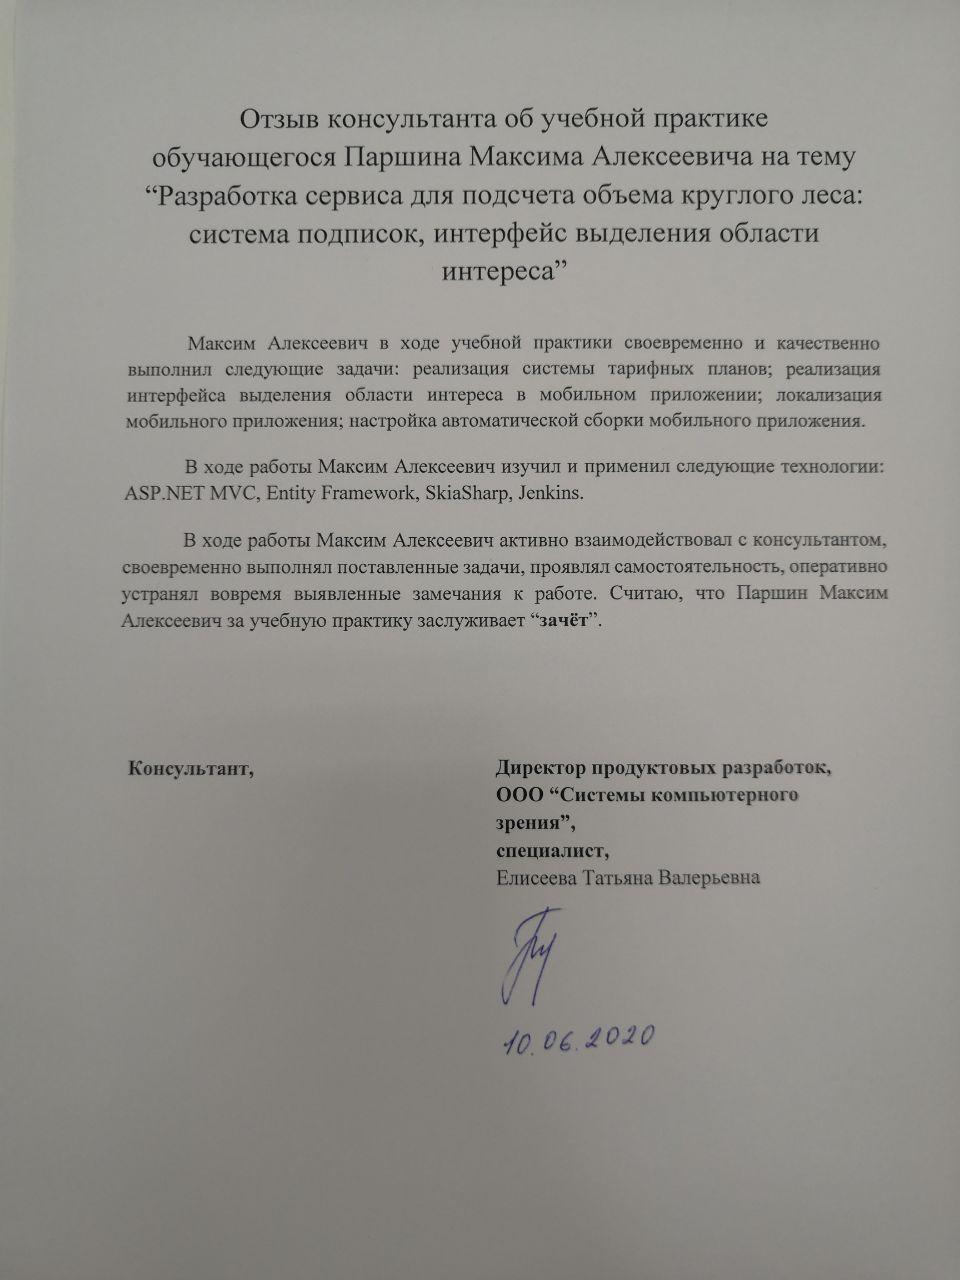 Отзыв консультанта об учебной практике
обучающегося Паршина Максима Алексеевича на тему
“Разработка сервиса для подсчета объема круглого леса:
система подписок, интерфейс выделения области
интереса”
Максим Алексеевич в ходе учебной практики своевременно и качественно
выполнил следующие задачи: реализация системы тарифных планов; реализация
интерфейса выделения области интереса в мобильном приложении; локализация
мобильного приложения; настройка автоматической сборки мобильного приложения.
В ходе работы Максим Алексеевич изучил и применил следующие технологии:
ASP.NET MVC, Entity Framework, SkiaSharp, Jenkins.
В ходе работы Максим Алексеевич активно взаимодействовал с консультантом,
своевременно выполнял поставленные задачи, проявлял самостоятельность, оперативно
устранял вовремя выявленные замечания к работе. Считаю, что Паршин Максим
Алексеевич за учебную практику заслуживает “зачёт”.
Консультант,
Директор продуктовых разработок,
ООО “Системы компьютерного
зрения”,
специалист,
Елисеева Татьяна Валерьевна
10.06.2020